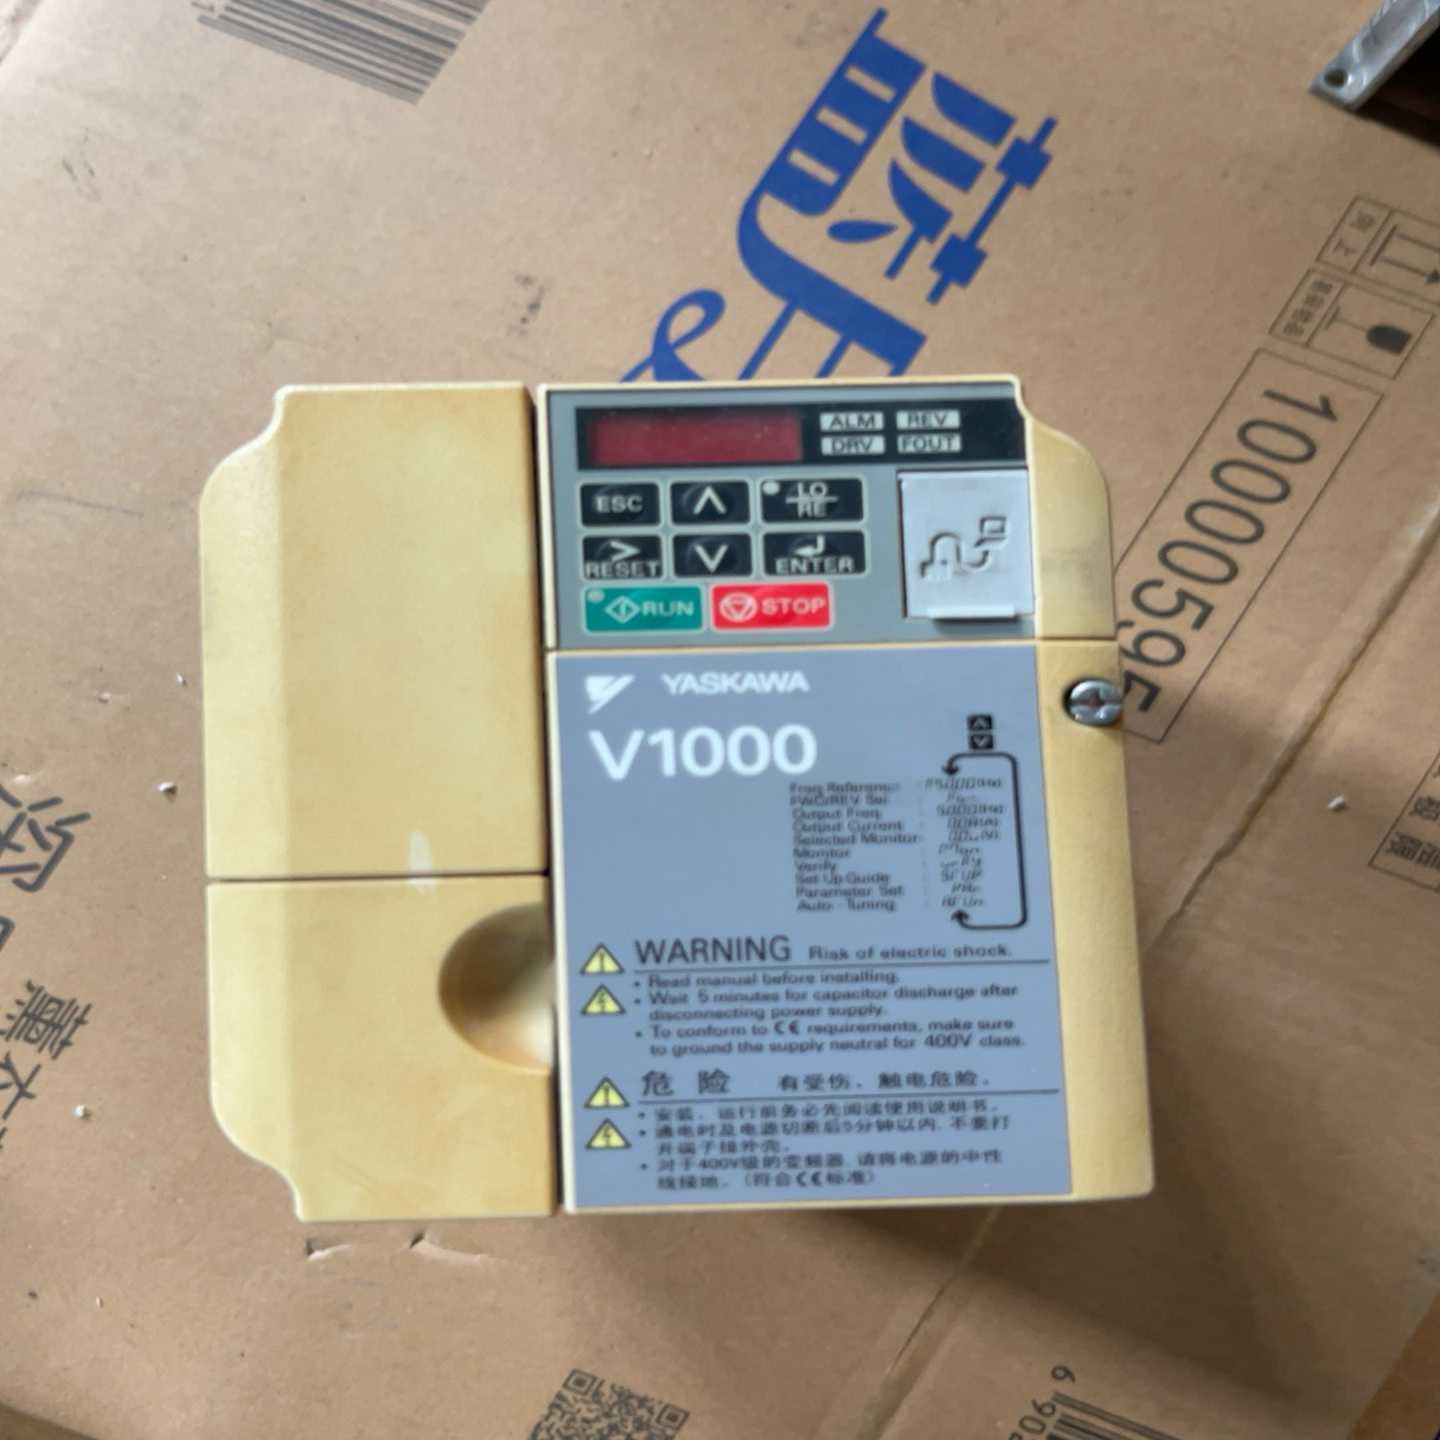 ALM REV
DRV FOUT
ESC
LO
RE
RESET
ENTER
RUN
STOP
YASKAWA
V1000
Freq Reference
FWD/REV Sel
Output Freq
Output Current
Selected Monitor
Monitor
Verify
Set Up Guide
Parameter Set
Auto - Tuning
WARNING Risk of electric shock.
• Read manual before installing.
• Wait 5 minutes for capacitor discharge after
disconnecting power supply.
• To conform to CE requirements, make sure
to ground the supply neutral for 400V class.
危 险 有受伤、触电危险。
• 安装、运行前务必先阅读使用说明书。
• 通电时及电源切断后5分钟以内,不要打
开端子排外壳。
• 对于400V级的变频器,请将电源的中性
线接地。(符合CE标准)
10000595